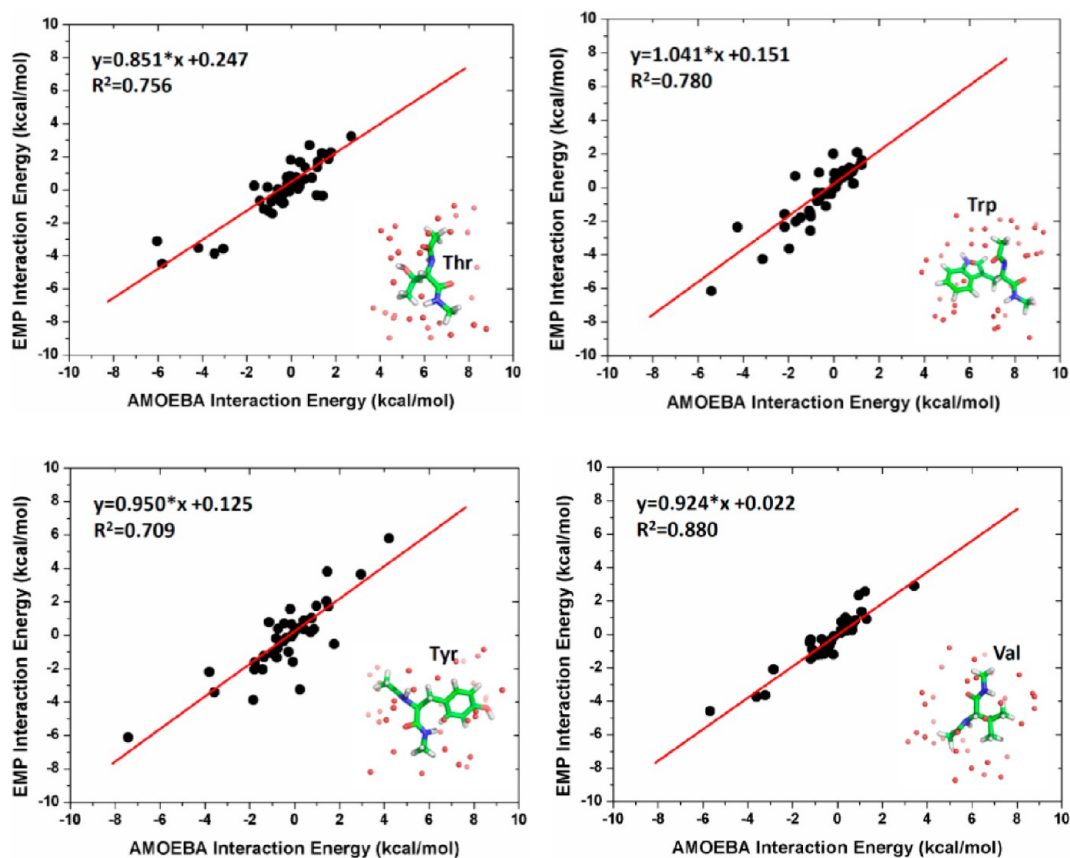 y=0.851*x +0.247
R²=0.756
Thr
EMP Interaction Energy (kcal/mol)
10
8
6
4
2
0
-2
-4
-6
-8
-10
-10 -8 -6 -4 -2 0 2 4 6 8 10
AMOEBA Interaction Energy (kcal/mol)
y=1.041*x +0.151
R²=0.780
Trp
EMP Interaction Energy (kcal/mol)
10
8
6
4
2
0
-2
-4
-6
-8
-10
-10 -8 -6 -4 -2 0 2 4 6 8 10
AMOEBA Interaction Energy (kcal/mol)
y=0.950*x +0.125
R²=0.709
Tyr
EMP Interaction Energy (kcal/mol)
10
8
6
4
2
0
-2
-4
-6
-8
-10
-10 -8 -6 -4 -2 0 2 4 6 8 10
AMOEBA Interaction Energy (kcal/mol)
y=0.924*x +0.022
R²=0.880
Val
EMP Interaction Energy (kcal/mol)
10
8
6
4
2
0
-2
-4
-6
-8
-10
-10 -8 -6 -4 -2 0 2 4 6 8 10
AMOEBA Interaction Energy (kcal/mol)